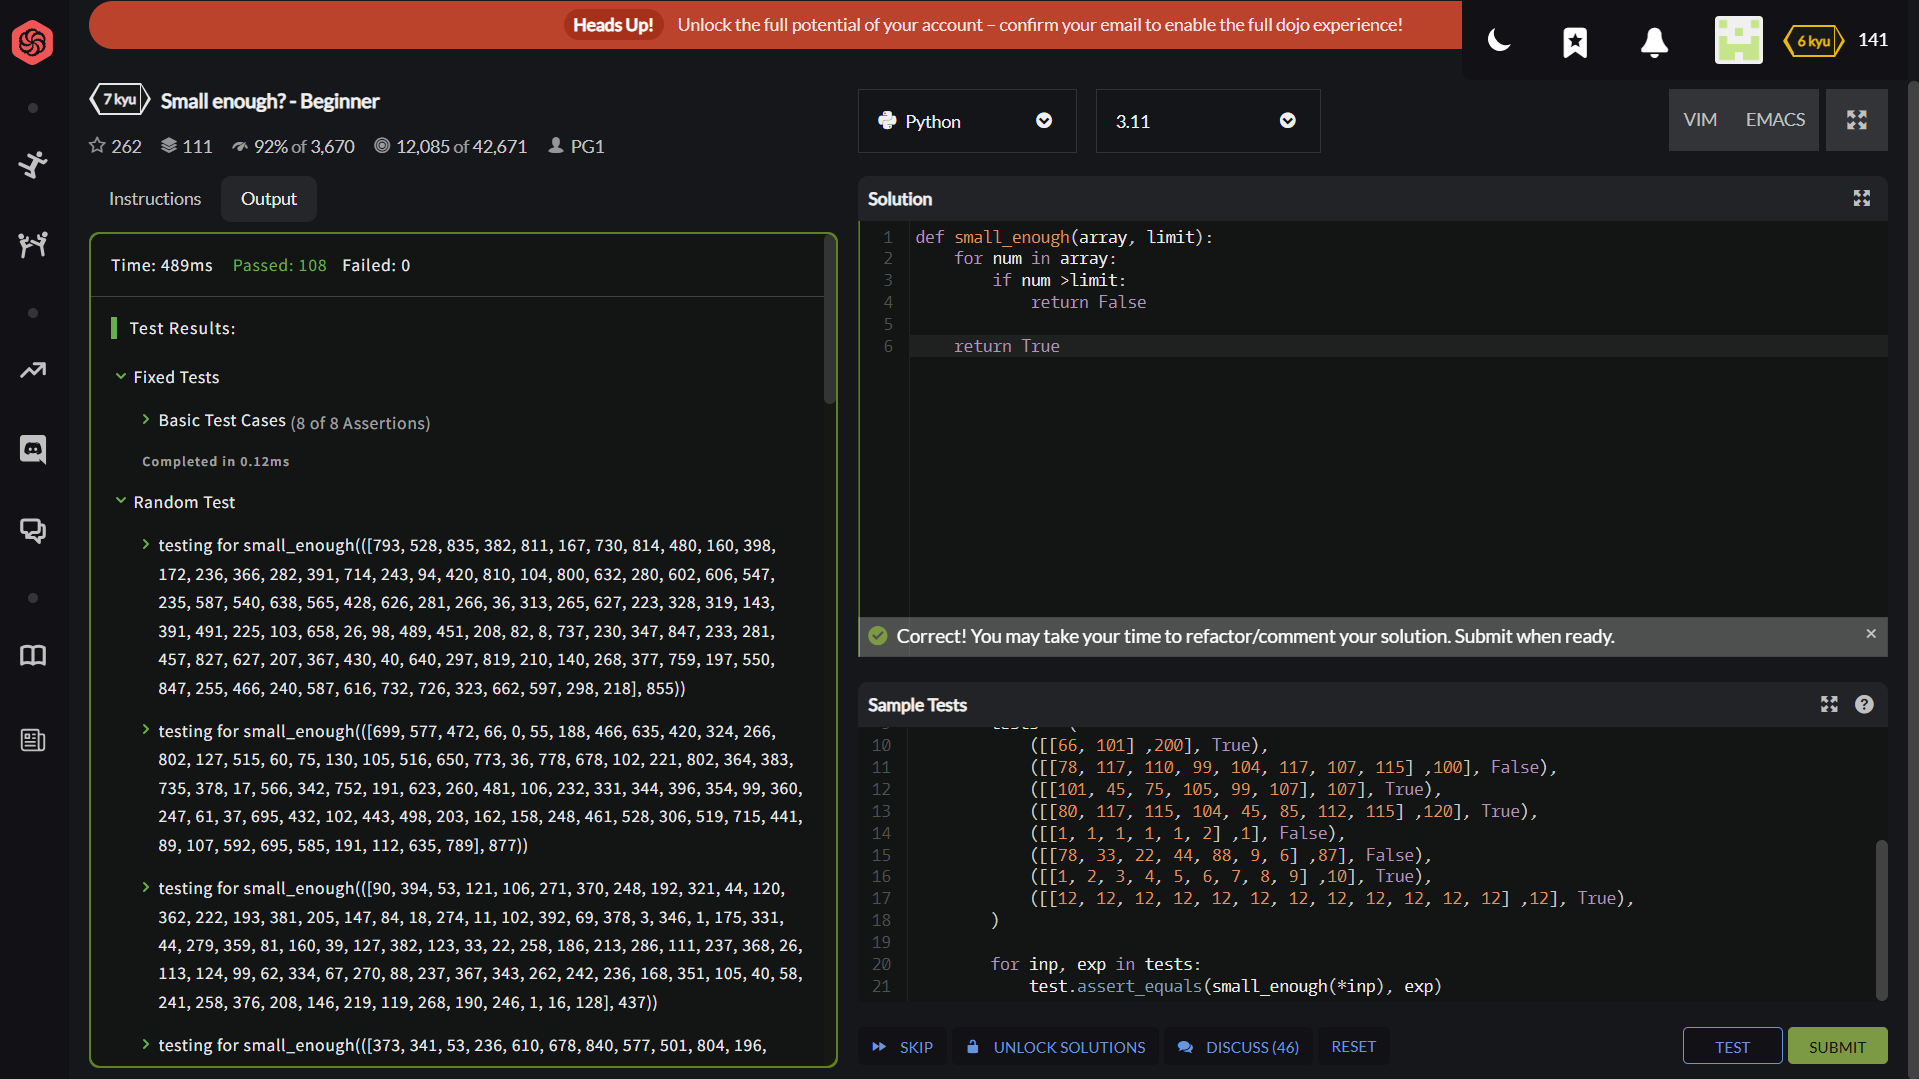 Heads Up! Unlock the full potential of your account – confirm your email to enable the full dojo experience!
6 kyu 141
7 kyu Small enough? - Beginner
262 111 92% of 3,670 12,085 of 42,671 PG1
Instructions Output
Time: 489ms Passed: 108 Failed: 0
Test Results:
Fixed Tests
Basic Test Cases (8 of 8 Assertions)
Completed in 0.12ms
Random Test
testing for small_enough(([793, 528, 835, 382, 811, 167, 730, 814, 480, 160, 398,
172, 236, 366, 282, 391, 714, 243, 94, 420, 810, 104, 800, 632, 280, 602, 606, 547,
235, 587, 540, 638, 565, 428, 626, 281, 266, 36, 313, 265, 627, 223, 328, 319, 143,
391, 491, 225, 103, 658, 26, 98, 489, 451, 208, 82, 8, 737, 230, 347, 847, 233, 281,
457, 827, 627, 207, 367, 430, 40, 640, 297, 819, 210, 140, 268, 377, 759, 197, 550,
847, 255, 466, 240, 587, 616, 732, 726, 323, 662, 597, 298, 218], 855))
testing for small_enough(([699, 577, 472, 66, 0, 55, 188, 466, 635, 420, 324, 266,
802, 127, 515, 60, 75, 130, 105, 516, 650, 773, 36, 778, 678, 102, 221, 802, 364, 383,
735, 378, 17, 566, 342, 752, 191, 623, 260, 481, 106, 232, 331, 344, 396, 354, 99, 360,
247, 61, 37, 695, 432, 102, 443, 498, 203, 162, 158, 248, 461, 528, 306, 519, 715, 441,
89, 107, 592, 695, 585, 191, 112, 635, 789], 877))
testing for small_enough(([90, 394, 53, 121, 106, 271, 370, 248, 192, 321, 44, 120,
362, 222, 193, 381, 205, 147, 84, 18, 274, 11, 102, 392, 69, 378, 3, 346, 1, 175, 331,
44, 279, 359, 81, 160, 39, 127, 382, 123, 33, 22, 258, 186, 213, 286, 111, 237, 368, 26,
113, 124, 99, 62, 334, 67, 270, 88, 237, 367, 343, 262, 242, 236, 168, 351, 105, 40, 58,
241, 258, 376, 208, 146, 219, 119, 268, 190, 246, 1, 16, 128], 437))
testing for small_enough(([373, 341, 53, 236, 610, 678, 840, 577, 501, 804, 196,
Python 3.11 VIM EMACS
Solution
1 def small_enough(array, limit):
2 for num in array:
3 if num >limit:
4 return False
5
6 return True
Correct! You may take your time to refactor/comment your solution. Submit when ready.
Sample Tests
10 ([[66, 101] ,200], True),
11 ([[78, 117, 110, 99, 104, 117, 107, 115] ,100], False),
12 ([[101, 45, 75, 105, 99, 107], 107], True),
13 ([[80, 117, 115, 104, 45, 85, 112, 115] ,120], True),
14 ([[1, 1, 1, 1, 1, 2] ,1], False),
15 ([[78, 33, 22, 44, 88, 9, 6] ,87], False),
16 ([[1, 2, 3, 4, 5, 6, 7, 8, 9] ,10], True),
17 ([[12, 12, 12, 12, 12, 12, 12, 12, 12, 12, 12, 12] ,12], True),
18 )
19
20 for inp, exp in tests:
21 test.assert_equals(small_enough(*inp), exp)
SKIP UNLOCK SOLUTIONS DISCUSS (46) RESET TEST SUBMIT